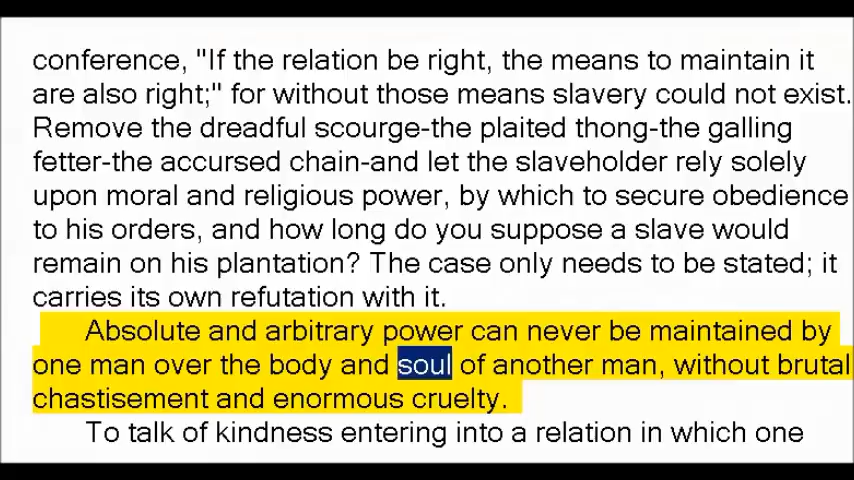 conference, "If the relation be right, the means to maintain it
are also right;" for without those means slavery could not exist.
Remove the dreadful scourge-the plaited thong-the galling
fetter-the accursed chain-and let the slaveholder rely solely
upon moral and religious power, by which to secure obedience
to his orders, and how long do you suppose a slave would
remain on his plantation? The case only needs to be stated; it
carries its own refutation with it.
Absolute and arbitrary power can never be maintained by
one man over the body and soul of another man, without brutal
chastisement and enormous cruelty.
To talk of kindness entering into a relation in which one